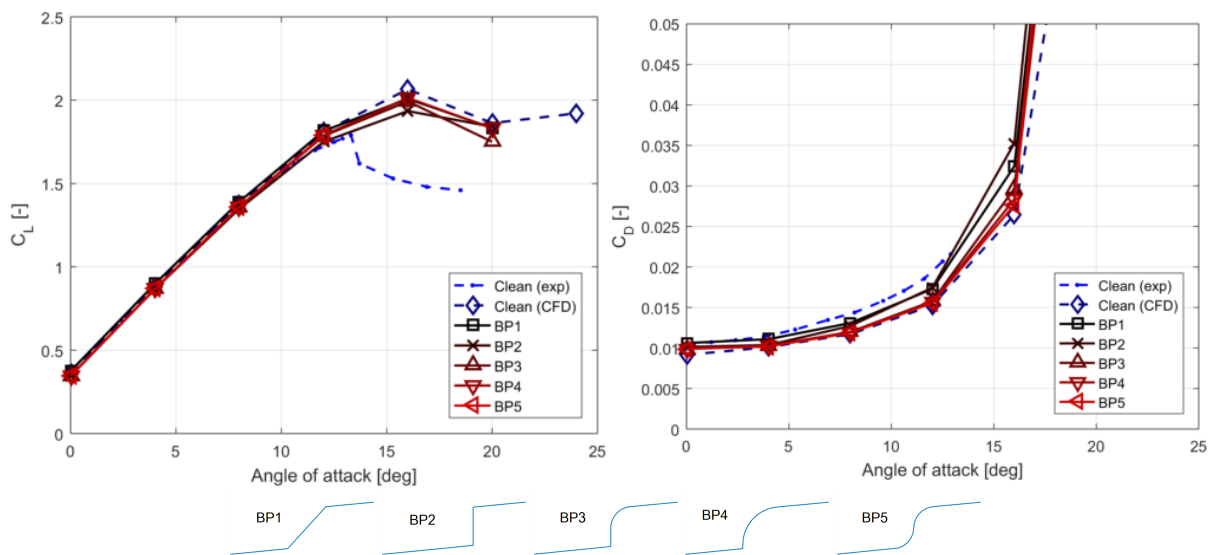 2.5
2
1.5
1
0.5
0
C_L [-]
0 5 10 15 20 25
Angle of attack [deg]
Clean (exp)
Clean (CFD)
BP1
BP2
BP3
BP4
BP5
0.05
0.045
0.04
0.035
0.03
0.025
0.02
0.015
0.01
0.005
0
C_D [-]
0 5 10 15 20 25
Angle of attack [deg]
Clean (exp)
Clean (CFD)
BP1
BP2
BP3
BP4
BP5
BP1 BP2 BP3 BP4 BP5